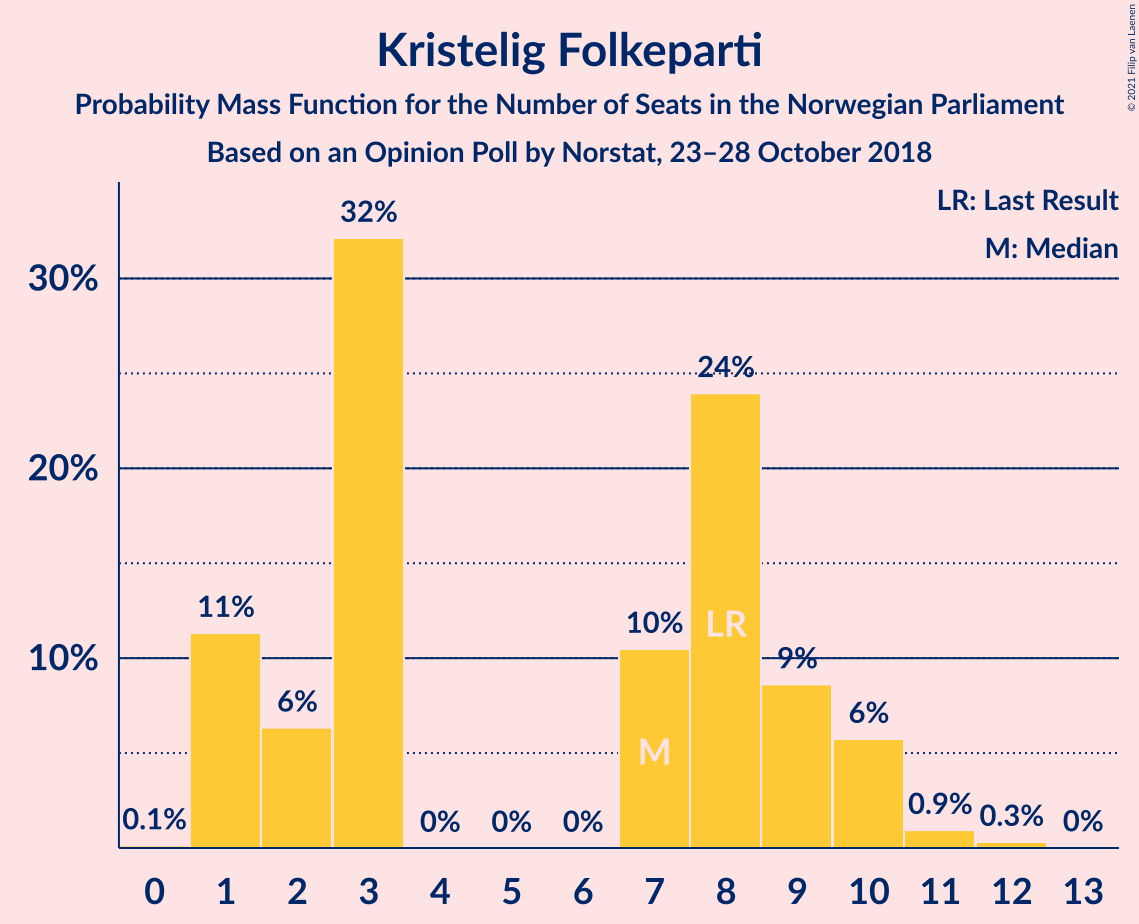 Kristelig Folkeparti
Probability Mass Function for the Number of Seats in the Norwegian Parliament
Based on an Opinion Poll by Norstat, 23–28 October 2018
© 2021 Filip van Laenen
LR: Last Result
M: Median
30%
20%
10%
0.1%
11%
6%
32%
0%
0%
0%
10%
24%
9%
6%
0.9%
0.3%
0%
LR
M
0 1 2 3 4 5 6 7 8 9 10 11 12 13